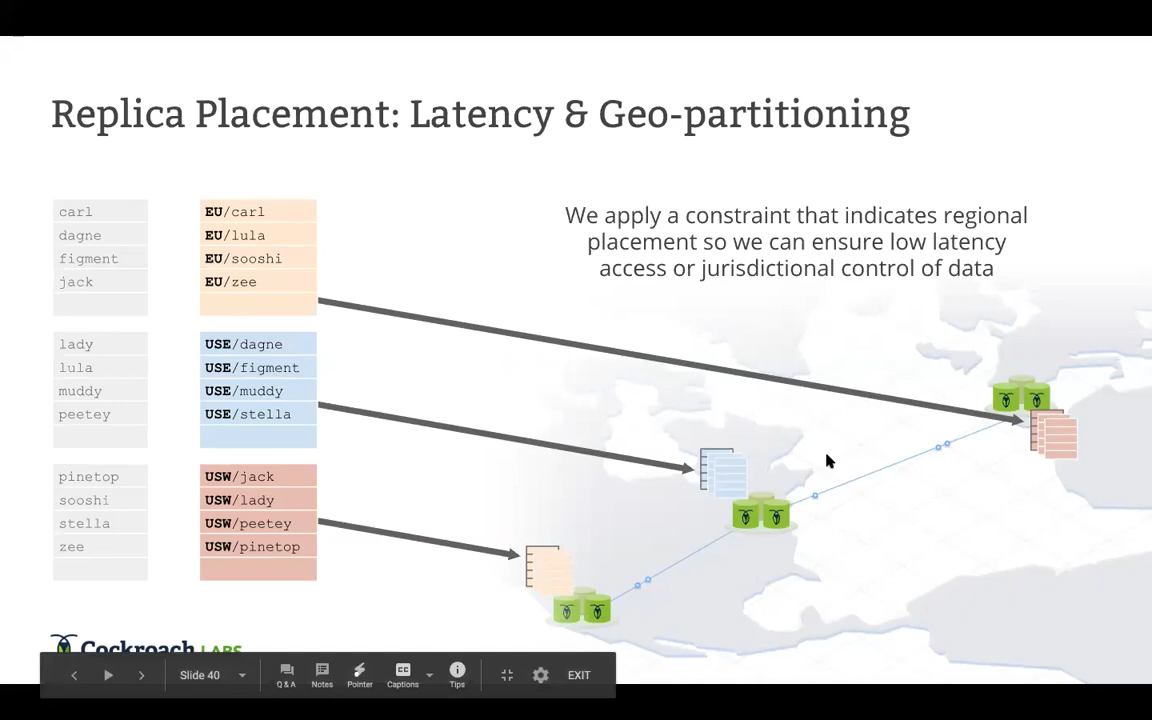 Replica Placement: Latency & Geo-partitioning
We apply a constraint that indicates regional
placement so we can ensure low latency
access or jurisdictional control of data
carl
dagne
figment
jack
lady
lula
muddy
peetey
pinetop
sooshi
stella
zee
EU/carl
EU/lula
EU/sooshi
EU/zee
USE/dagne
USE/figment
USE/muddy
USE/stella
USW/jack
USW/lady
USW/peetey
USW/pinetop
Cockroach LABS
Slide 40
Q & A
Notes
Pointer
CC
Captions
Tips
EXIT